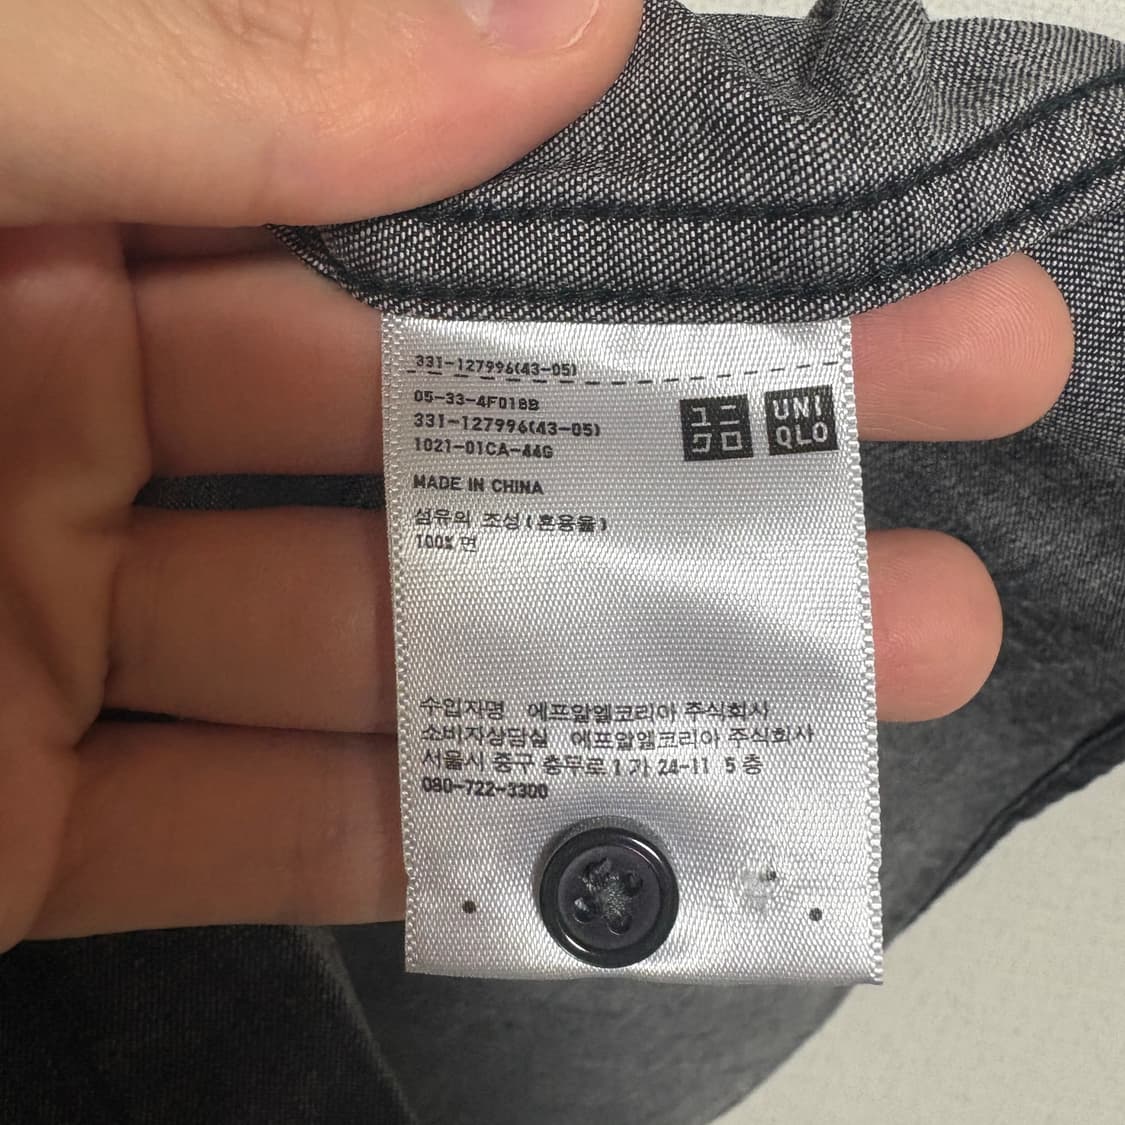 331-127996(43-05)
05-33-4F018B
331-127996(43-05)
1021-01CA-44G
ユニ
クロ
UNI
QLO
MADE IN CHINA
섬유의 조성(혼용율)
100% 면
수입자명 에프알엘코리아 주식회사
소비자상담실 에프알엘코리아 주식회사
서울시 중구 충무로1가 24-11 5층
080-722-3300